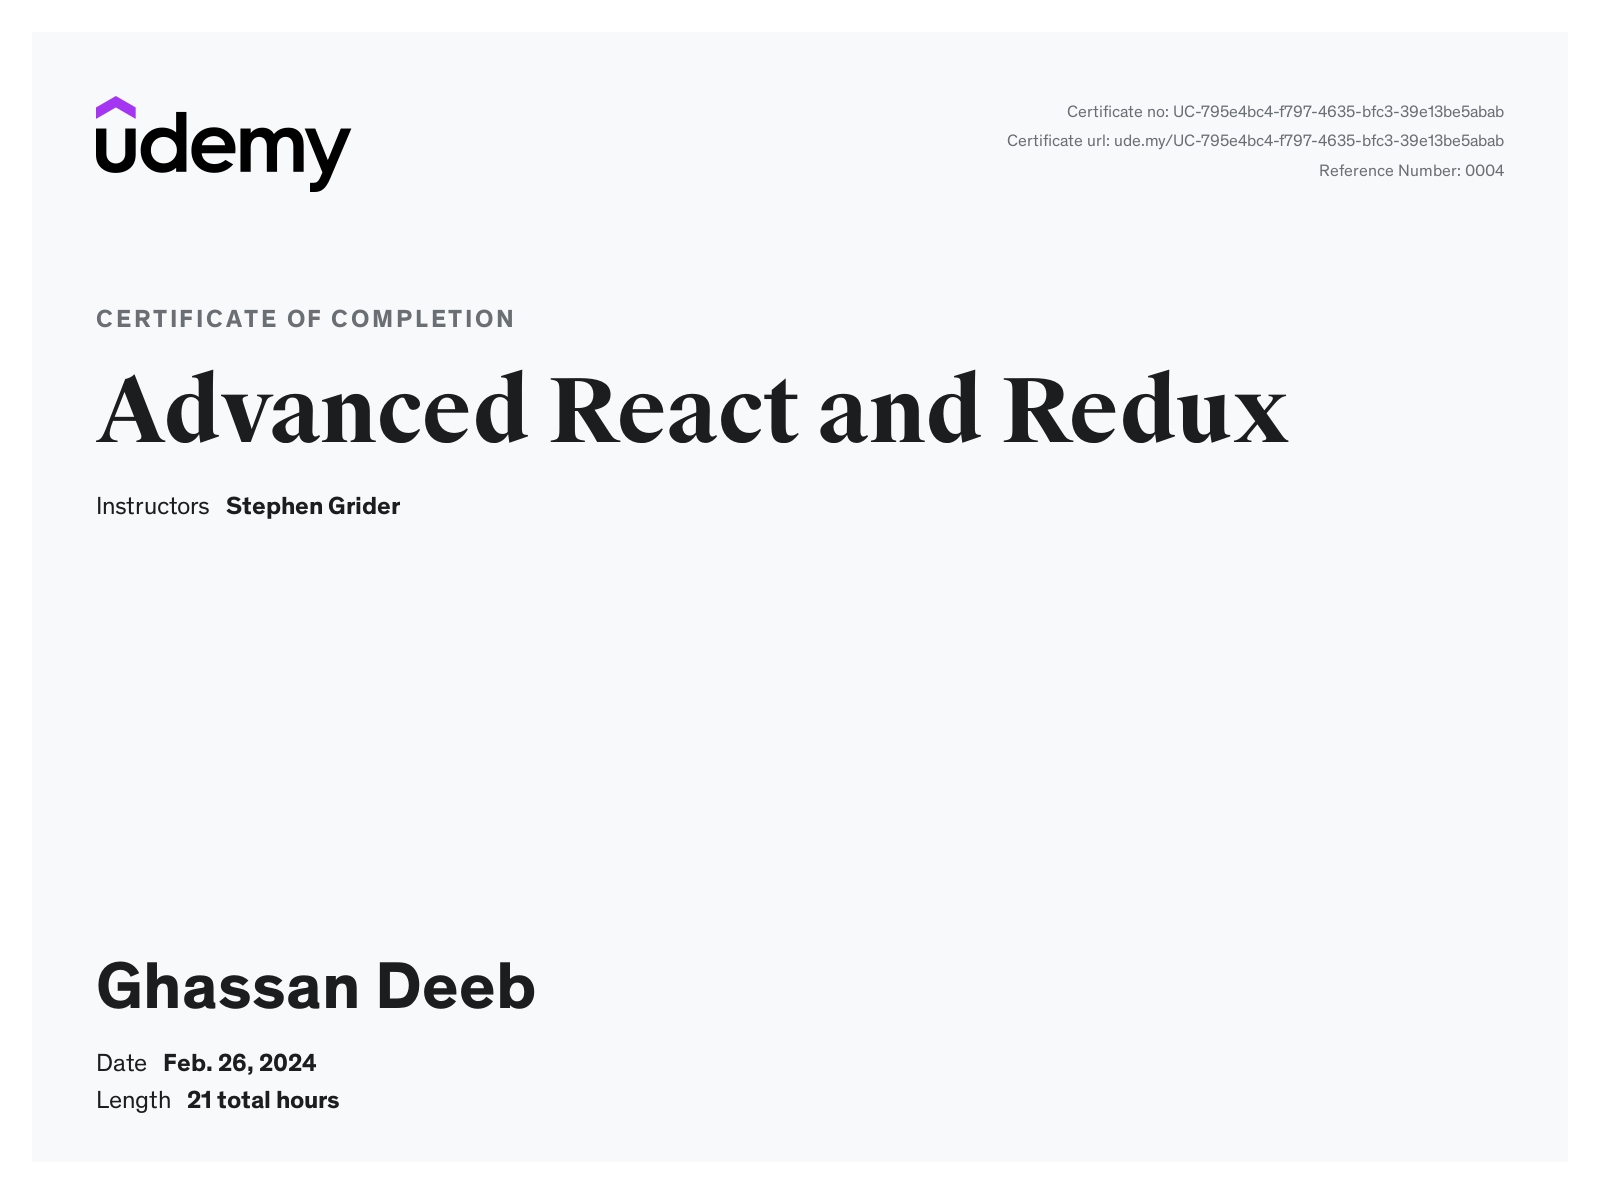 udemy
Certificate no: UC-795e4bc4-f797-4635-bfc3-39e13be5abab
Certificate url: ude.my/UC-795e4bc4-f797-4635-bfc3-39e13be5abab
Reference Number: 0004
CERTIFICATE OF COMPLETION
Advanced React and Redux
Instructors Stephen Grider
Ghassan Deeb
Date Feb. 26, 2024
Length 21 total hours